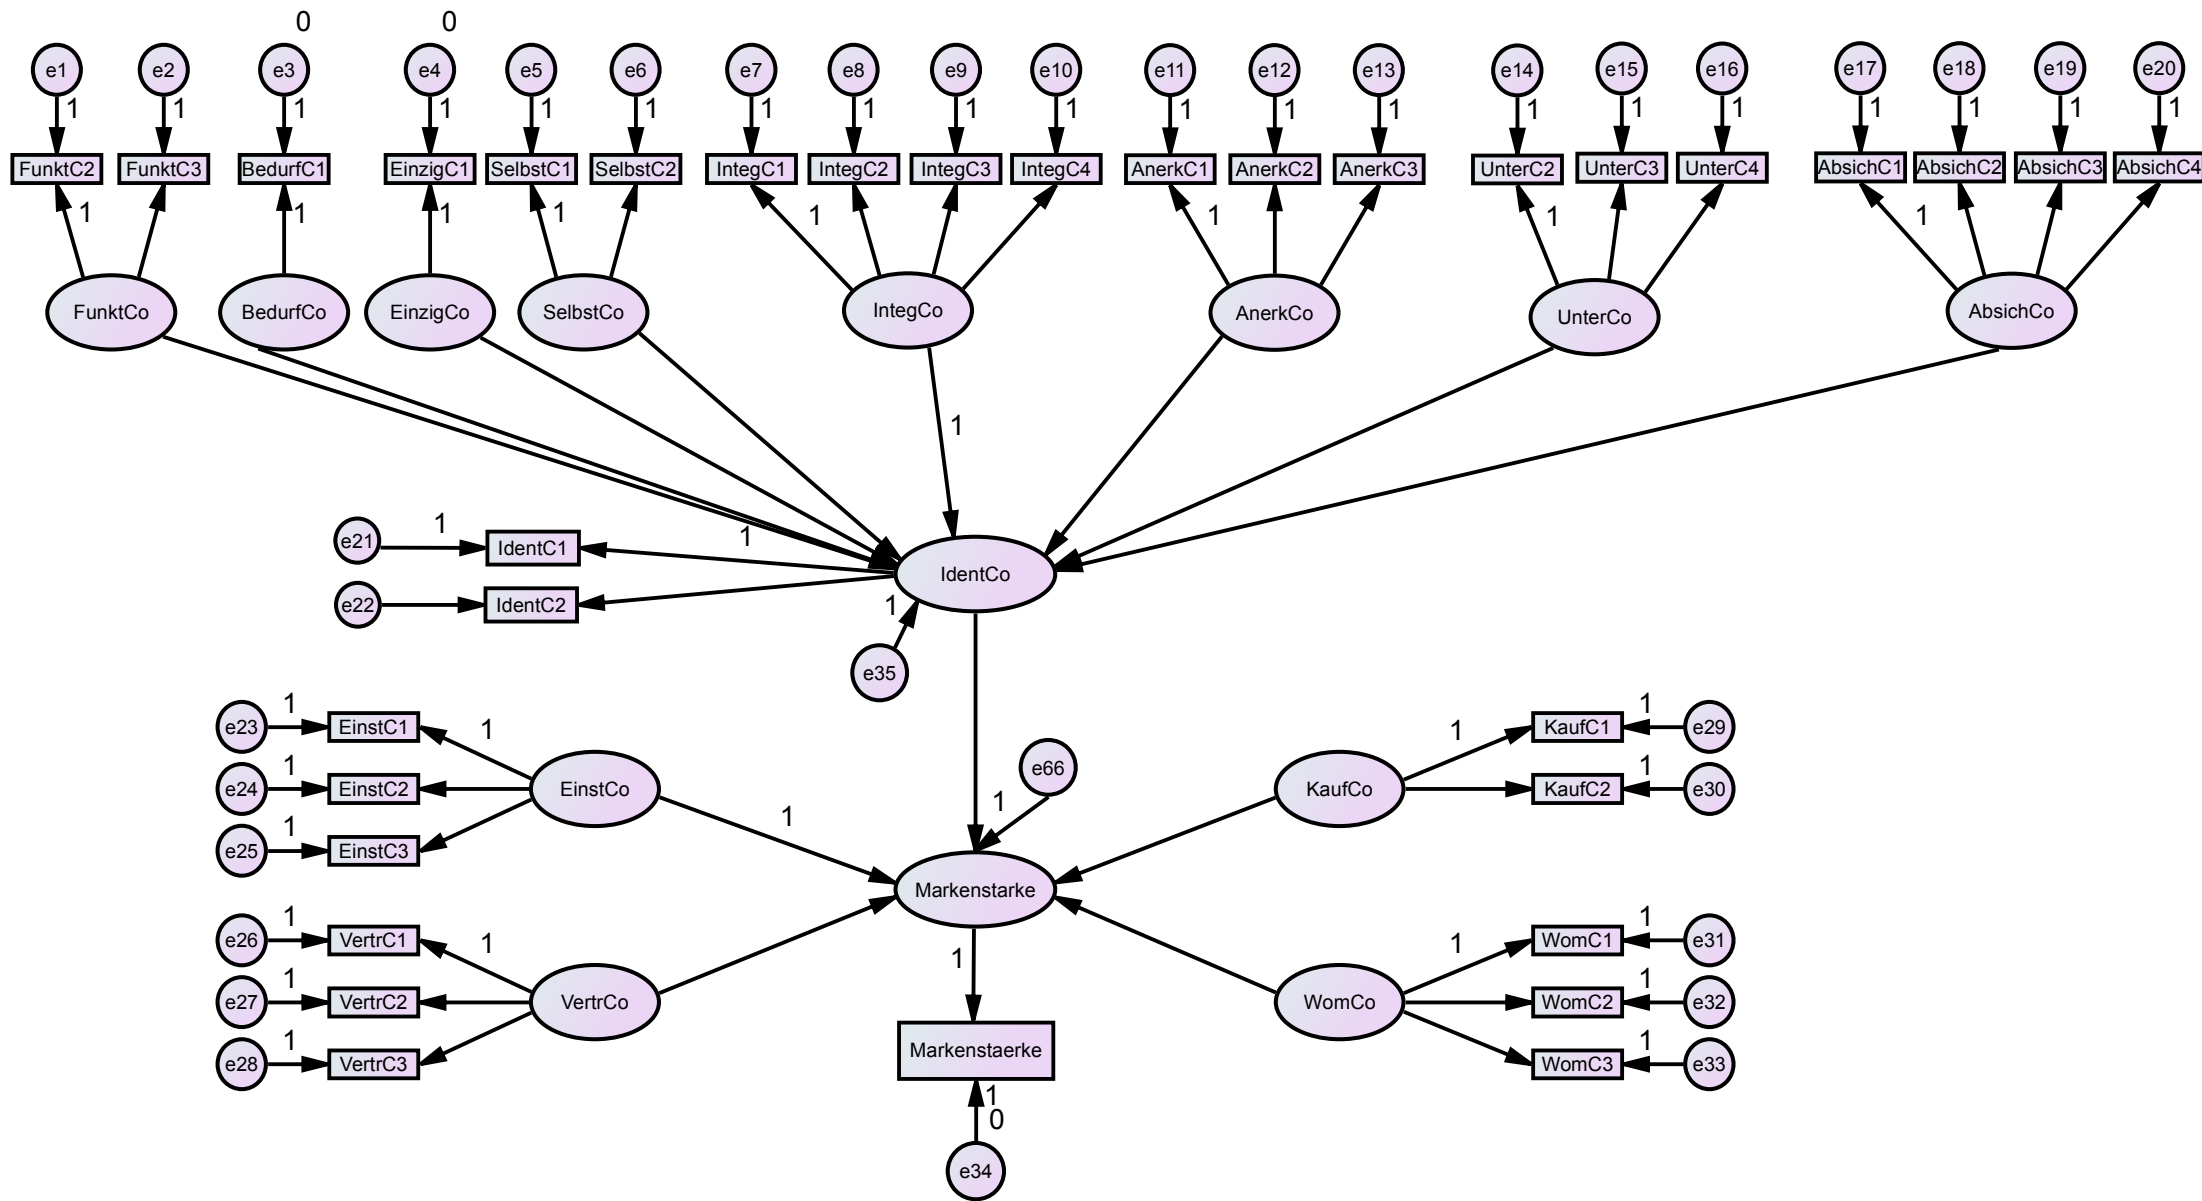 0 0
e1 e2 e3 e4 e5 e6 e7 e8 e9 e10 e11 e12 e13 e14 e15 e16 e17 e18 e19 e20
1 1 1 1 1 1 1 1 1 1 1 1 1 1 1 1 1 1 1 1
FunktC2 FunktC3 BedurfC1 EinzigC1 SelbstC1 SelbstC2 IntegC1 IntegC2 IntegC3 IntegC4 AnerkC1 AnerkC2 AnerkC3 UnterC2 UnterC3 UnterC4 AbsichC1 AbsichC2 AbsichC3 AbsichC4
1 1 1 1 1 1 1 1
FunktCo BedurfCo EinzigCo SelbstCo IntegCo AnerkCo UnterCo AbsichCo
1
e21 1 IdentC1 1
IdentCo
e22 IdentC2 1
e35
e23 1 EinstC1 1
e24 1 EinstC2 EinstCo 1
e25 1 EinstC3
e66 1
KaufCo 1 KaufC1 1 e29
KaufC2 1 e30
Markenstarke
e26 1 VertrC1 1
e27 1 VertrC2 VertrCo
e28 1 VertrC3
1
Markenstaerke
1
0
e34
WomCo 1 WomC1 1 e31
WomC2 1 e32
WomC3 1 e33